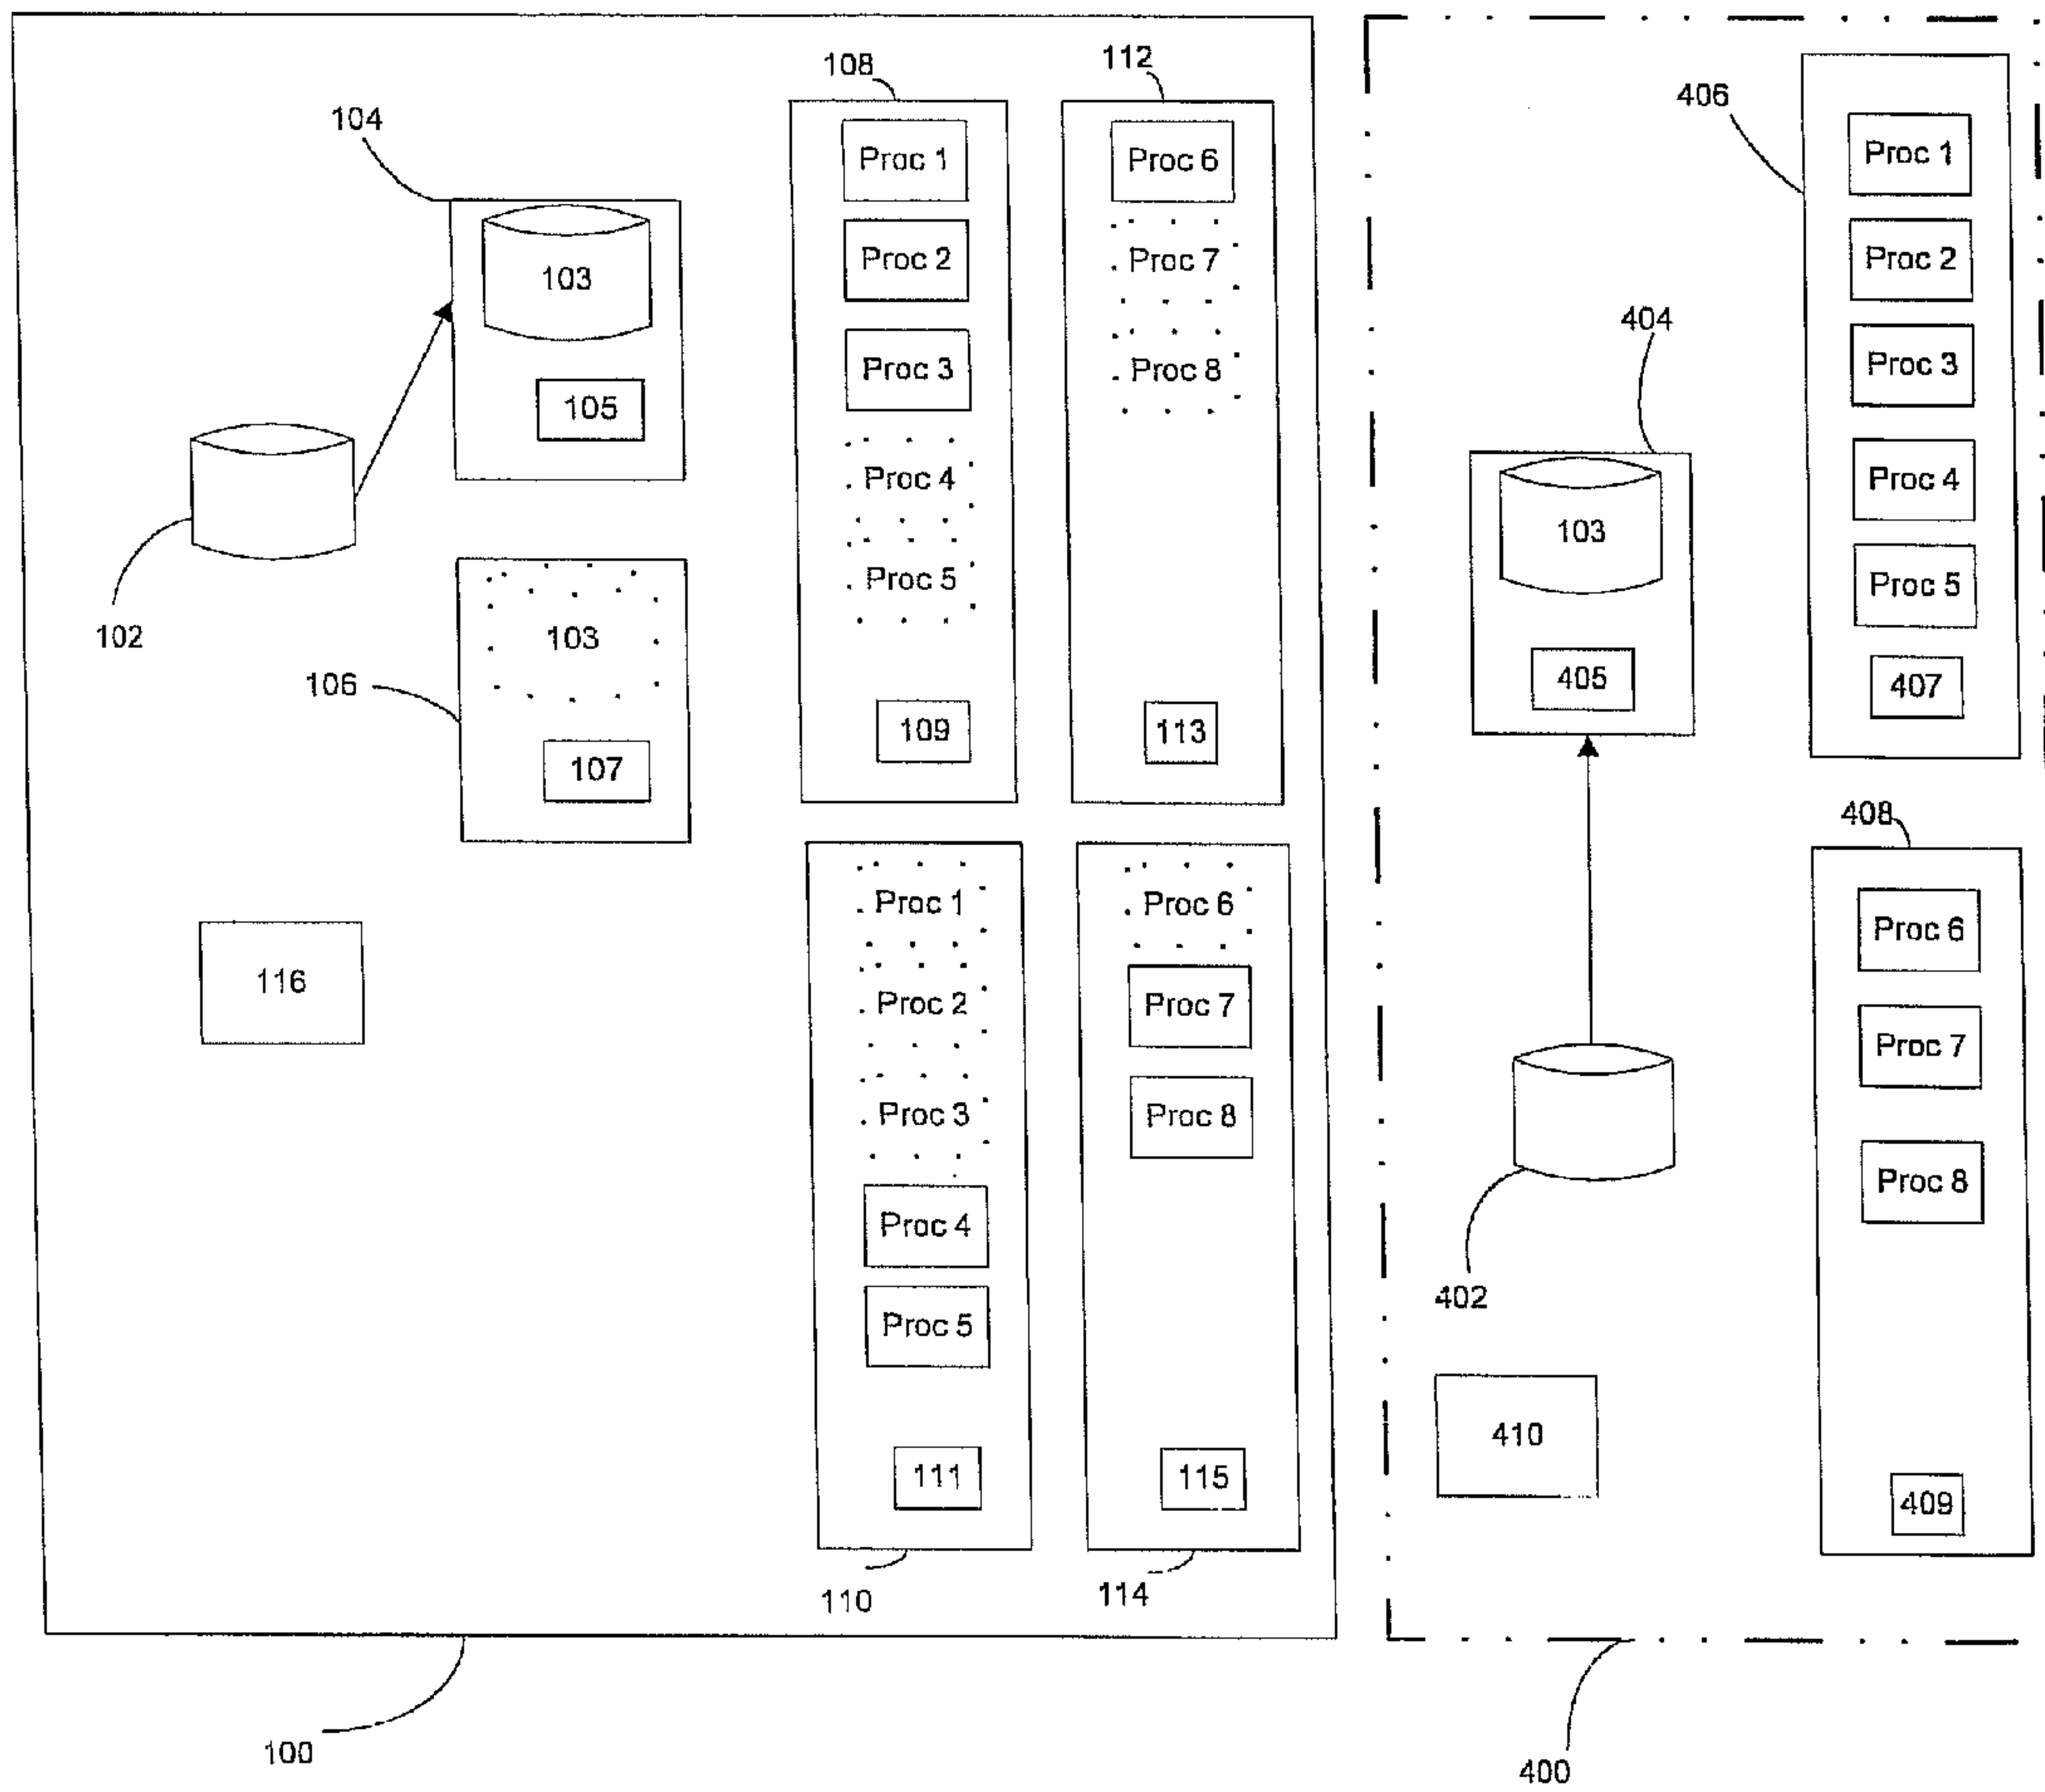 108
112
104
406
Proc 1
Proc 6
Proc 1
Proc 2
Proc 7
Proc 2
103
404
Proc 3
Proc 8
Proc 3
105
Proc 4
Proc 4
103
Proc 5
Proc 5
102
103
106
405
407
109
113
107
408
Proc 1
Proc 6
Proc 6
116
Proc 2
Proc 7
Proc 7
Proc 3
Proc 8
Proc 8
Proc 4
402
Proc 5
410
111
115
409
110
114
100
400